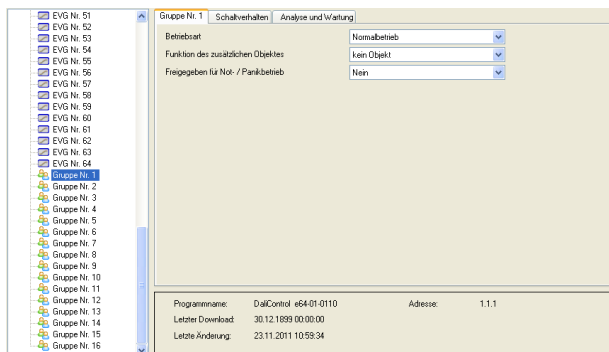 EVG Nr. 51
EVG Nr. 52
EVG Nr. 53
EVG Nr. 54
EVG Nr. 55
EVG Nr. 56
EVG Nr. 57
EVG Nr. 58
EVG Nr. 59
EVG Nr. 60
EVG Nr. 61
EVG Nr. 62
EVG Nr. 63
EVG Nr. 64
Gruppe Nr. 1
Gruppe Nr. 2
Gruppe Nr. 3
Gruppe Nr. 4
Gruppe Nr. 5
Gruppe Nr. 6
Gruppe Nr. 7
Gruppe Nr. 8
Gruppe Nr. 9
Gruppe Nr. 10
Gruppe Nr. 11
Gruppe Nr. 12
Gruppe Nr. 13
Gruppe Nr. 14
Gruppe Nr. 15
Gruppe Nr. 16
Gruppe Nr. 1 Schaltverhalten Analyse und Wartung
Betriebsart Normalbetrieb
Funktion des zusätzlichen Objektes kein Objekt
Freigegeben für Not- / Panikbetrieb Nein
Programmname: DaliControl e64-01-0110 Adresse: 1.1.1
Letzter Download: 30.12.1899 00:00:00
Letzte Änderung: 23.11.2011 10:59:34